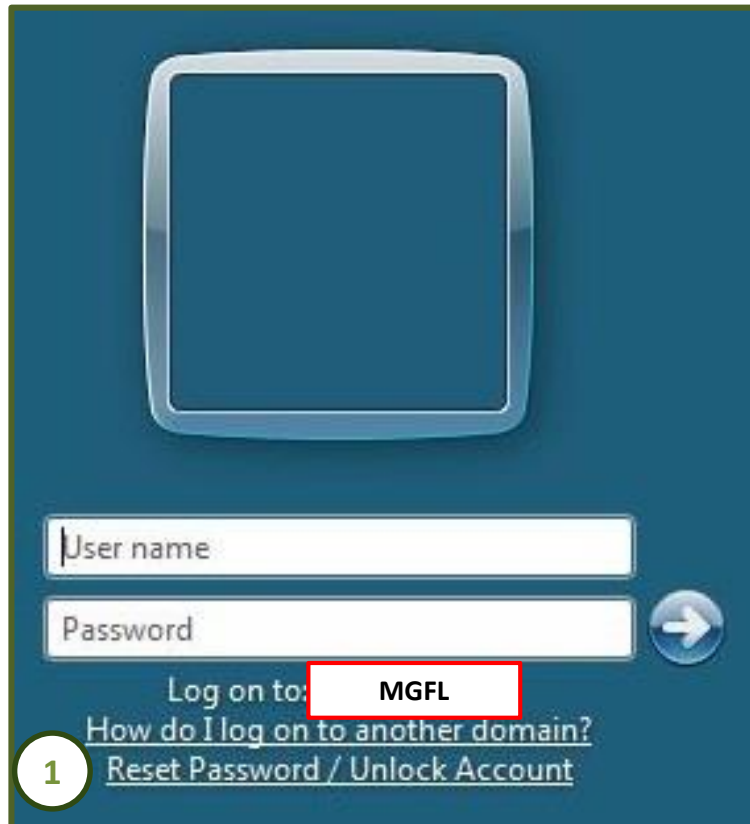 User name
Password
Log on to: MGFL
How do I log on to another domain?
1 Reset Password / Unlock Account